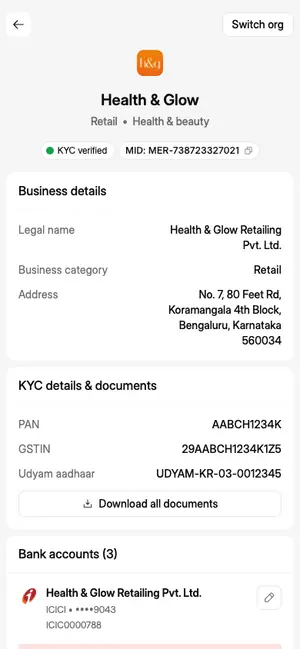 Switch org
h&g
Health & Glow
Retail • Health & beauty
KYC verified
MID: MER-738723327021
Business details
Legal name
Health & Glow Retailing
Pvt. Ltd.
Business category
Retail
Address
No. 7, 80 Feet Rd,
Koramangala 4th Block,
Bengaluru, Karnataka
560034
KYC details & documents
PAN
AABCH1234K
GSTIN
29AABCH1234K1Z5
Udyam aadhaar
UDYAM-KR-03-0012345
Download all documents
Bank accounts (3)
Health & Glow Retailing Pvt. Ltd.
ICICI • ••••9043
ICIC0000788